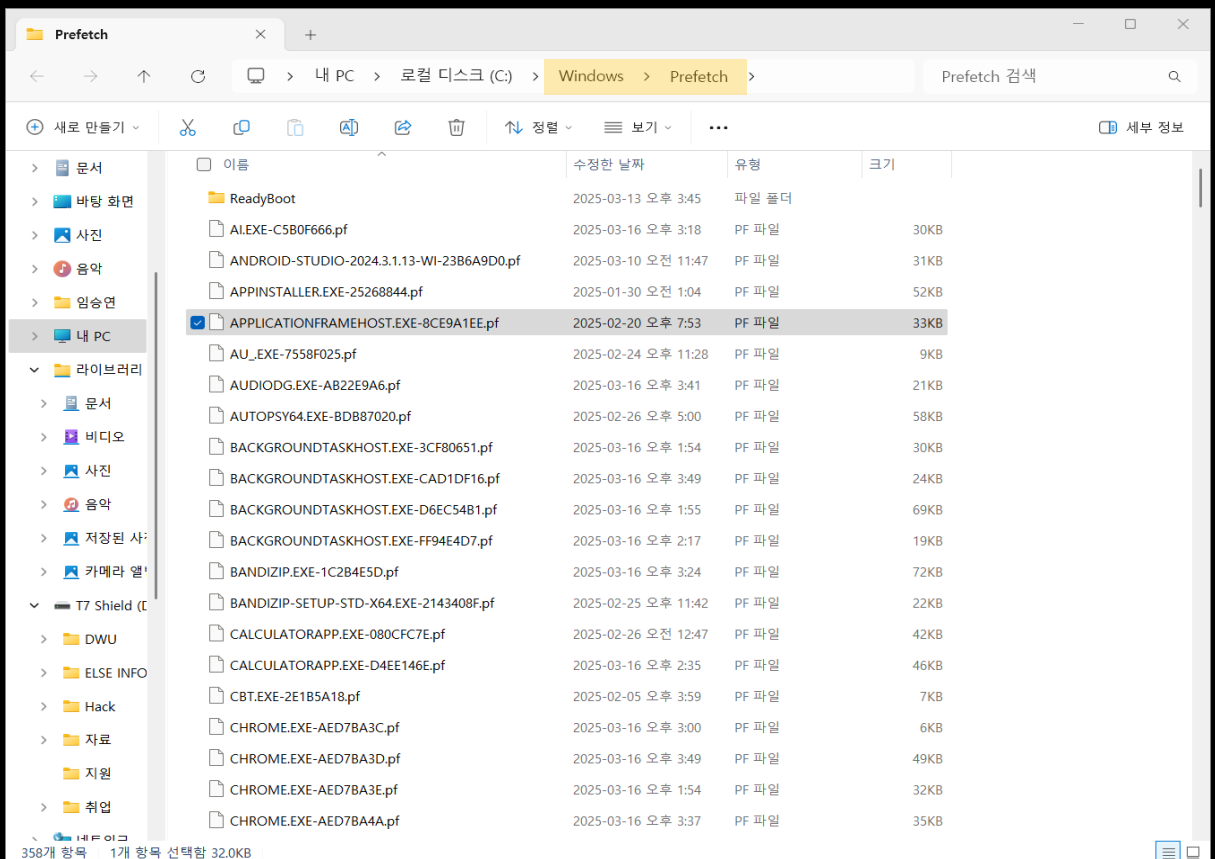 Prefetch
내 PC > 로컬 디스크 (C:) > Windows > Prefetch >
Prefetch 검색
새로 만들기
정렬
보기
세부 정보
문서
바탕 화면
사진
음악
임승연
내 PC
라이브러리
문서
비디오
사진
음악
저장된
카메라
T7 Shield
DWU
ELSE INFO
Hack
자료
지원
취업
네트워크
이름 수정한 날짜 유형 크기
ReadyBoot 2025-03-13 오후 3:45 파일 폴더
AI.EXE-C5B0F666.pf 2025-03-16 오후 3:18 PF 파일 30KB
ANDROID-STUDIO-2024.3.1.13-WI-23B6A9D0.pf 2025-03-10 오전 11:47 PF 파일 31KB
APPINSTALLER.EXE-25268844.pf 2025-01-30 오전 1:04 PF 파일 52KB
APPLICATIONFRAMEHOST.EXE-8CE9A1EE.pf 2025-02-20 오후 7:53 PF 파일 33KB
AU_.EXE-7558F025.pf 2025-02-24 오후 11:28 PF 파일 9KB
AUDIODG.EXE-AB22E9A6.pf 2025-03-16 오후 3:41 PF 파일 21KB
AUTOPSY64.EXE-BDB87020.pf 2025-02-26 오후 5:00 PF 파일 58KB
BACKGROUNDTASKHOST.EXE-3CF80651.pf 2025-03-16 오후 1:54 PF 파일 30KB
BACKGROUNDTASKHOST.EXE-CAD1DF16.pf 2025-03-16 오후 3:49 PF 파일 24KB
BACKGROUNDTASKHOST.EXE-D6EC54B1.pf 2025-03-16 오후 1:55 PF 파일 69KB
BACKGROUNDTASKHOST.EXE-FF94E4D7.pf 2025-03-16 오후 2:17 PF 파일 19KB
BANDIZIP.EXE-1C2B4E5D.pf 2025-03-16 오후 3:24 PF 파일 72KB
BANDIZIP-SETUP-STD-X64.EXE-2143408F.pf 2025-02-25 오후 11:42 PF 파일 22KB
CALCULATORAPP.EXE-080CFC7E.pf 2025-02-26 오전 12:47 PF 파일 42KB
CALCULATORAPP.EXE-D4EE146E.pf 2025-03-16 오후 2:35 PF 파일 46KB
CBT.EXE-2E1B5A18.pf 2025-02-05 오후 3:59 PF 파일 7KB
CHROME.EXE-AED7BA3C.pf 2025-03-16 오후 3:00 PF 파일 6KB
CHROME.EXE-AED7BA3D.pf 2025-03-16 오후 3:49 PF 파일 49KB
CHROME.EXE-AED7BA3E.pf 2025-03-16 오후 1:54 PF 파일 32KB
CHROME.EXE-AED7BA4A.pf 2025-03-16 오후 3:37 PF 파일 35KB
358개 항목 1개 항목 선택함 32.0KB